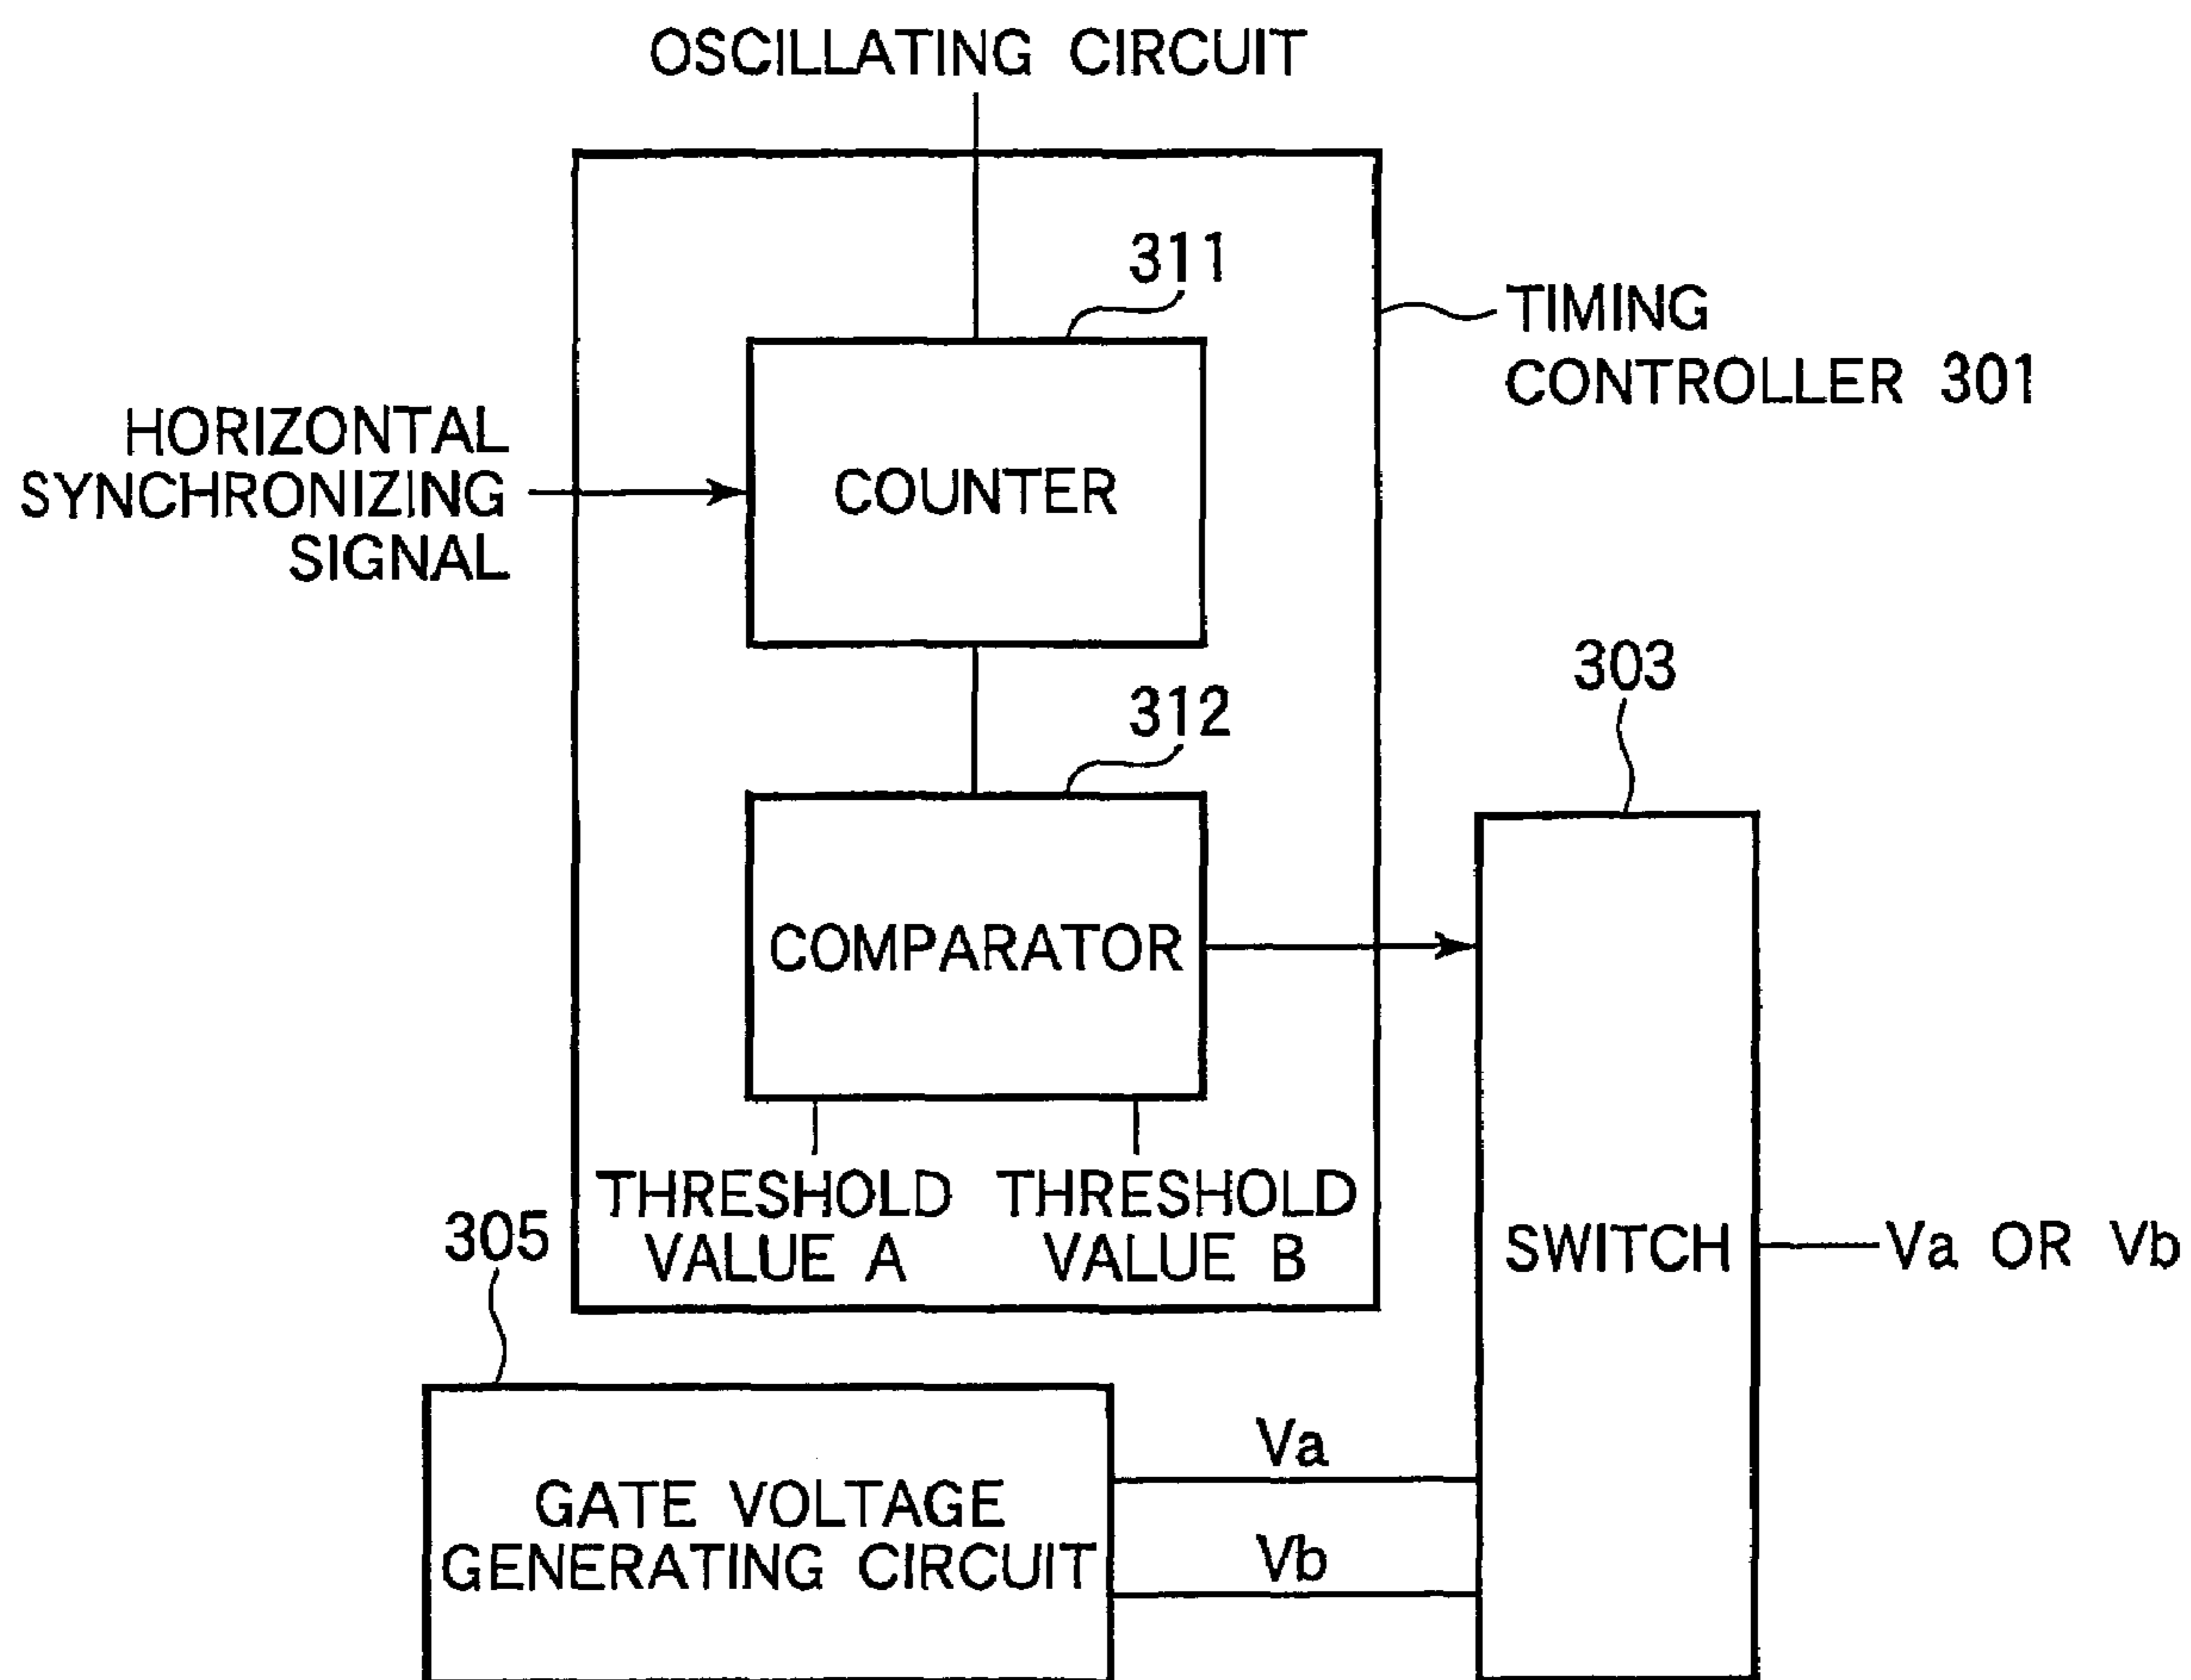 OSCILLATING CIRCUIT
311
TIMING
CONTROLLER 301
HORIZONTAL
SYNCHRONIZING
SIGNAL
COUNTER
303
312
COMPARATOR
THRESHOLD
VALUE A
THRESHOLD
VALUE B
305
SWITCH
Va OR Vb
Va
GATE VOLTAGE
GENERATING CIRCUIT
Vb